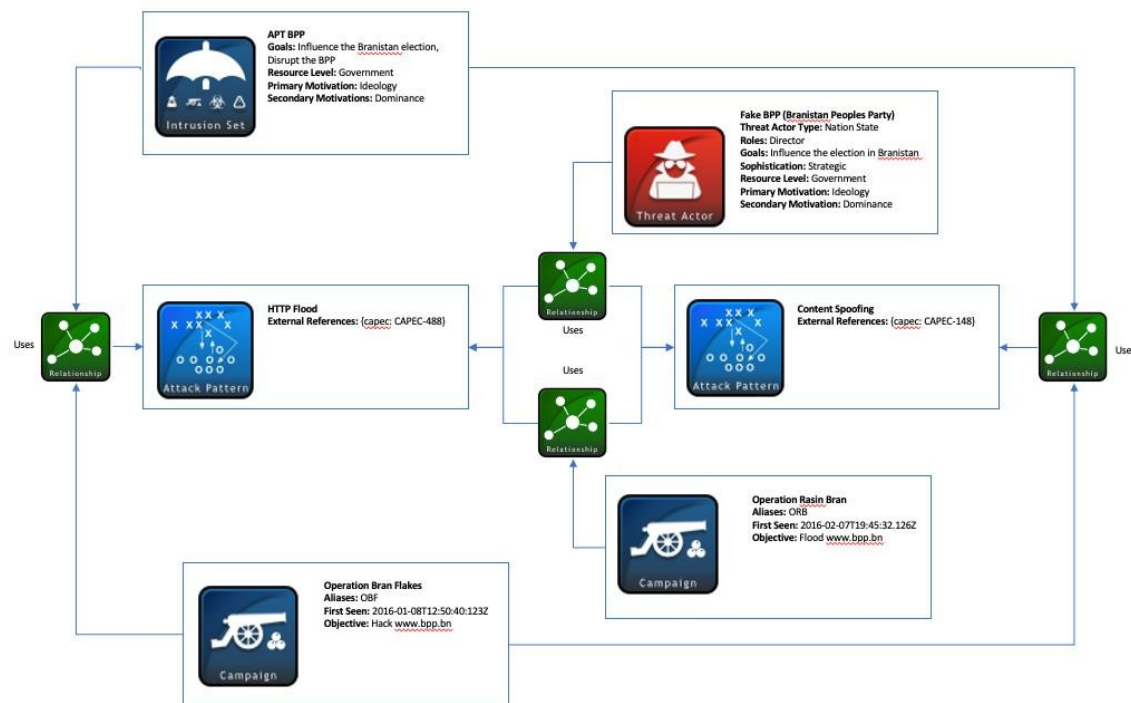 APT BPP
Goals: Influence the Branistan election,
Disrupt the BPP
Resource Level: Government
Primary Motivation: Ideology
Secondary Motivations: Dominance
Intrusion Set
Fake BPP (Branistan Peoples Party)
Threat Actor Type: Nation State
Roles: Director
Goals: Influence the election in Branistan
Sophistication: Strategic
Resource Level: Government
Primary Motivation: Ideology
Secondary Motivation: Dominance
Threat Actor
Relationship
Uses
Uses
Relationship
HTTP Flood
External References: {capec: CAPEC-488}
XX X
X XX X
X
O
O O O O O
O O
Attack Pattern
Content Spoofing
External References: {capec: CAPEC-148}
XX X
X XX X
X
O
O O O O O
O O
Attack Pattern
Relationship
Use
Uses
Relationship
Operation Rasin Bran
Aliases: ORB
First Seen: 2016-02-07T19:45:32.126Z
Objective: Flood www.bpp.bn
Campaign
Operation Bran Flakes
Aliases: OBF
First Seen: 2016-01-08T12:50:40:123Z
Objective: Hack www.bpp.bn
Campaign